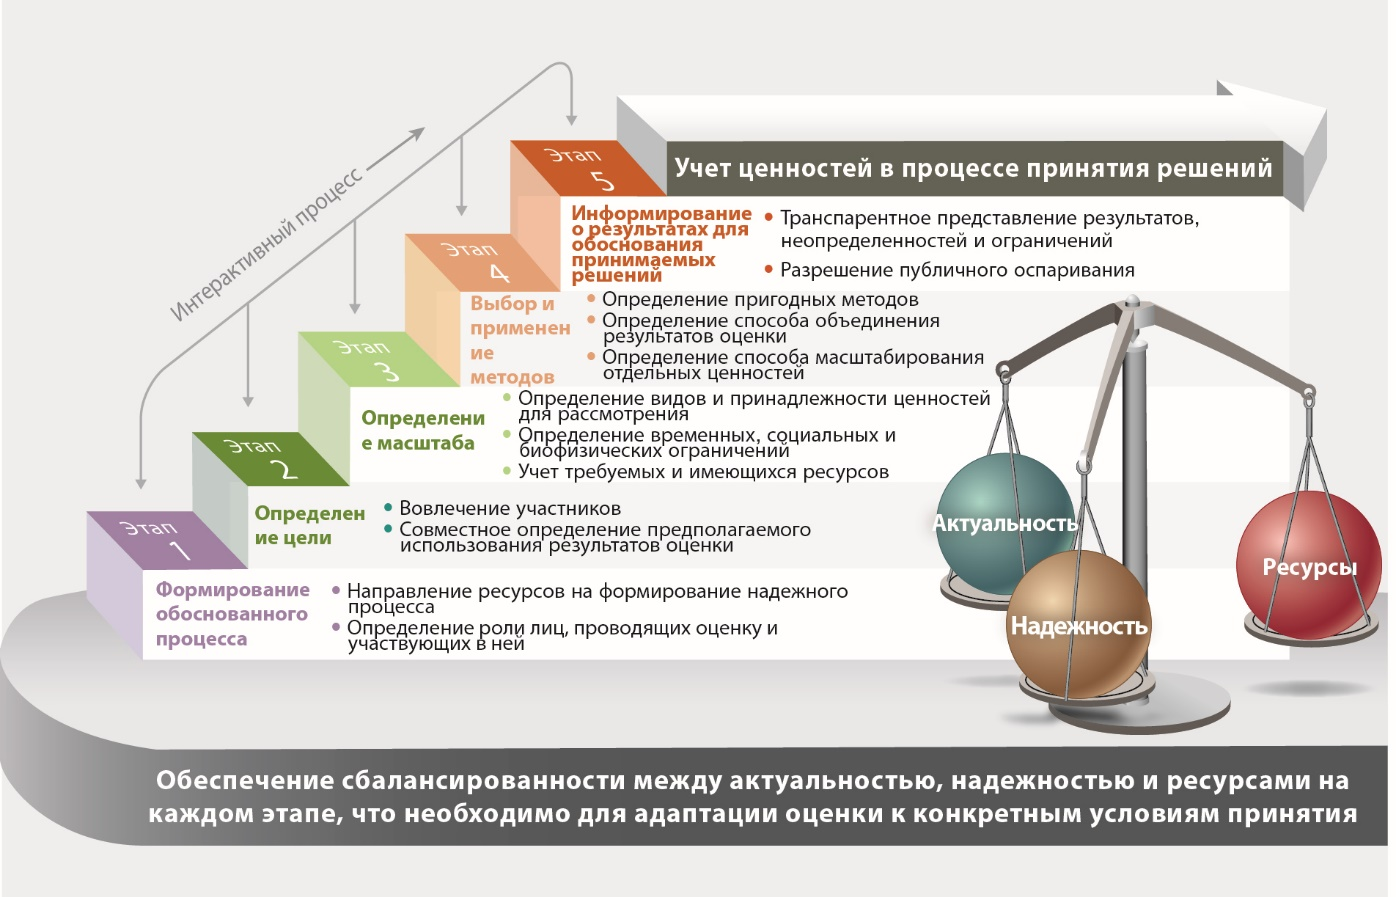 Интерактивный процесс
Этап
5
Учет ценностей в процессе принятия решений
Информирование
о результатах для
обоснования
принимаемых
решений
Транспарентное представление результатов,
неопределенностей и ограничений
Разрешение публичного оспаривания
Этап
4
Выбор и
применен
ие
методов
Определение пригодных методов
Определение способа объединения
результатов оценки
Определение способа масштабирования
отдельных ценностей
Этап
3
Определени
е масштаба
Определение видов и принадлежности ценностей
для рассмотрения
Определение временных, социальных и
биофизических ограничений
Учет требуемых и имеющихся ресурсов
Этап
2
Определен
ие цели
Вовлечение участников
Совместное определение предполагаемого
использования результатов оценки
Этап
1
Формирование
обоснованного
процесса
Направление ресурсов на формирование надежного
процесса
Определение роли лиц, проводящих оценку и
участвующих в ней
Актуальность
Надежность
Ресурсы
Обеспечение сбалансированности между актуальностью, надежностью и ресурсами на
каждом этапе, что необходимо для адаптации оценки к конкретным условиям принятия